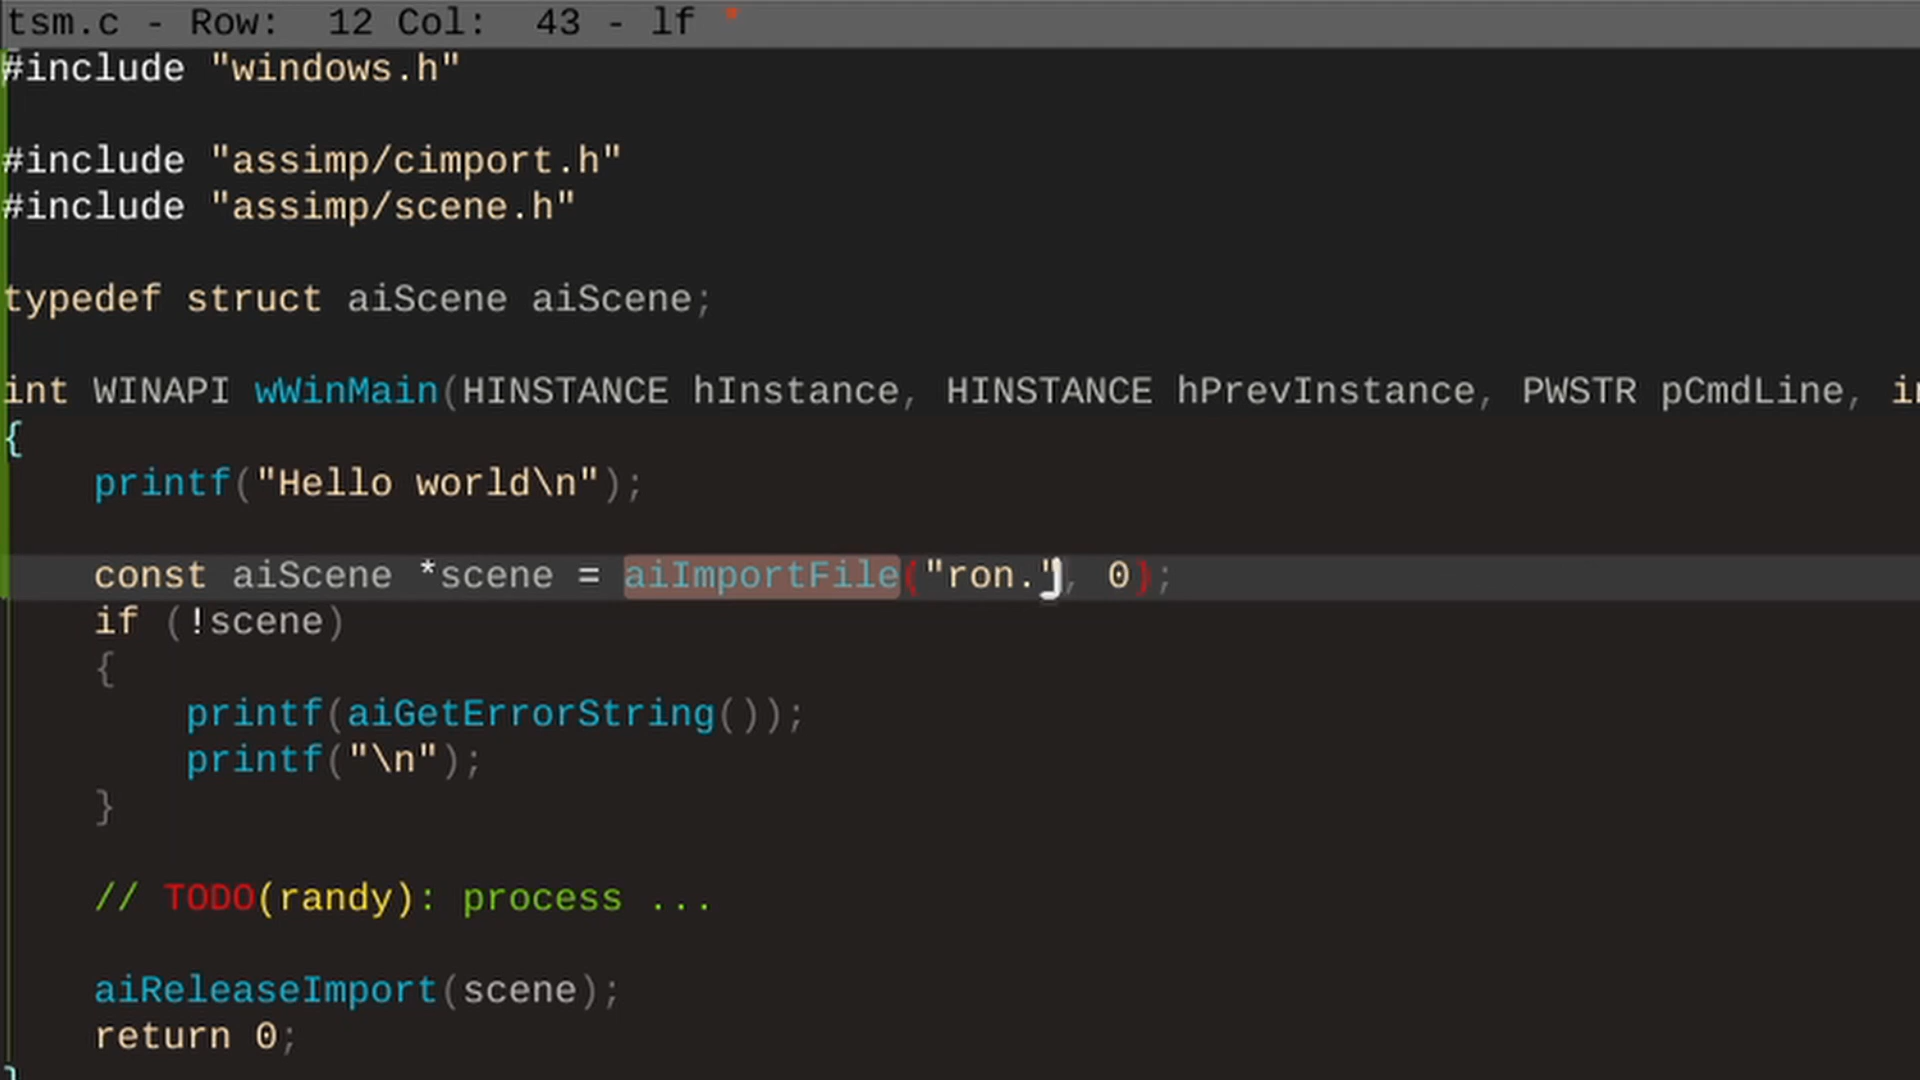 tsm.c - Row:  12 Col:  43 - lf *
#include "windows.h"
#include "assimp/cimport.h"
#include "assimp/scene.h"
typedef struct aiScene aiScene;
int WINAPI wWinMain(HINSTANCE hInstance, HINSTANCE hPrevInstance, PWSTR pCmdLine,
{
    printf("Hello world\n");
    const aiScene *scene = aiImportFile("ron.", 0);
    if (!scene)
    {
        printf(aiGetErrorString());
        printf("\n");
    }
    // TODO(randy): process ...
    aiReleaseImport(scene);
    return 0;
}